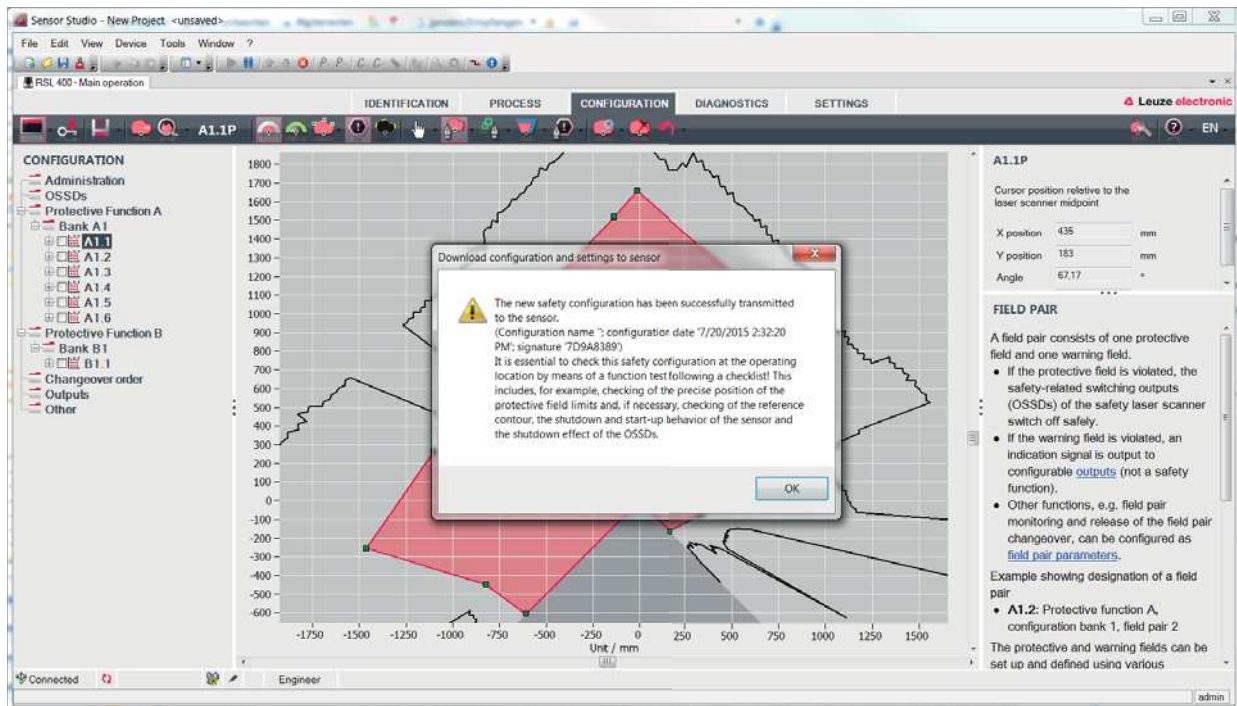 Sensor Studio - New Project <unsaved>
File Edit View Device Tools Window ?
RSL 400 - Main operation
IDENTIFICATION PROCESS CONFIGURATION DIAGNOSTICS SETTINGS
Leuze electronic
A1.1P
EN
CONFIGURATION
Administration
OSSDs
Protective Function A
Bank A1
A1.1
A1.2
A1.3
A1.4
A1.5
A1.6
Protective Function B
Bank B1
B1.1
Changeover order
Outputs
Other
1800
1700
1600
1500
1400
1300
1200
1100
1000
900
800
700
600
500
400
300
200
100
0
-100
-200
-300
-400
-500
-600
-1750 -1500 -1250 -1000 -750 -500 -250 0 250 500 750 1000 1250 1500
Unit / mm
Download configuration and settings to sensor
The new safety configuration has been successfully transmitted
to the sensor.
(Configuration name ''; configuration date '7/20/2015 2:32:20
PM'; signature '7D9A8389')
It is essential to check this safety configuration at the operating
location by means of a function test following a checklist! This
includes, for example, checking of the precise position of the
protective field limits and, if necessary, checking of the reference
contour, the shutdown and start-up behavior of the sensor and
the shutdown effect of the OSSDs.
OK
A1.1P
Cursor position relative to the
laser scanner midpoint
X position 435 mm
Y position 183 mm
Angle 67,17 °
FIELD PAIR
A field pair consists of one protective
field and one warning field.
• If the protective field is violated, the
safety-related switching outputs
(OSSDs) of the safety laser scanner
switch off safely.
• If the warning field is violated, an
indication signal is output to
configurable outputs (not a safety
function).
• Other functions, e.g. field pair
monitoring and release of the field pair
changeover, can be configured as
field pair parameters.
Example showing designation of a field
pair
• A1.2: Protective function A,
configuration bank 1, field pair 2
The protective and warning fields can be
set up and defined using various
Connected
Engineer
admin